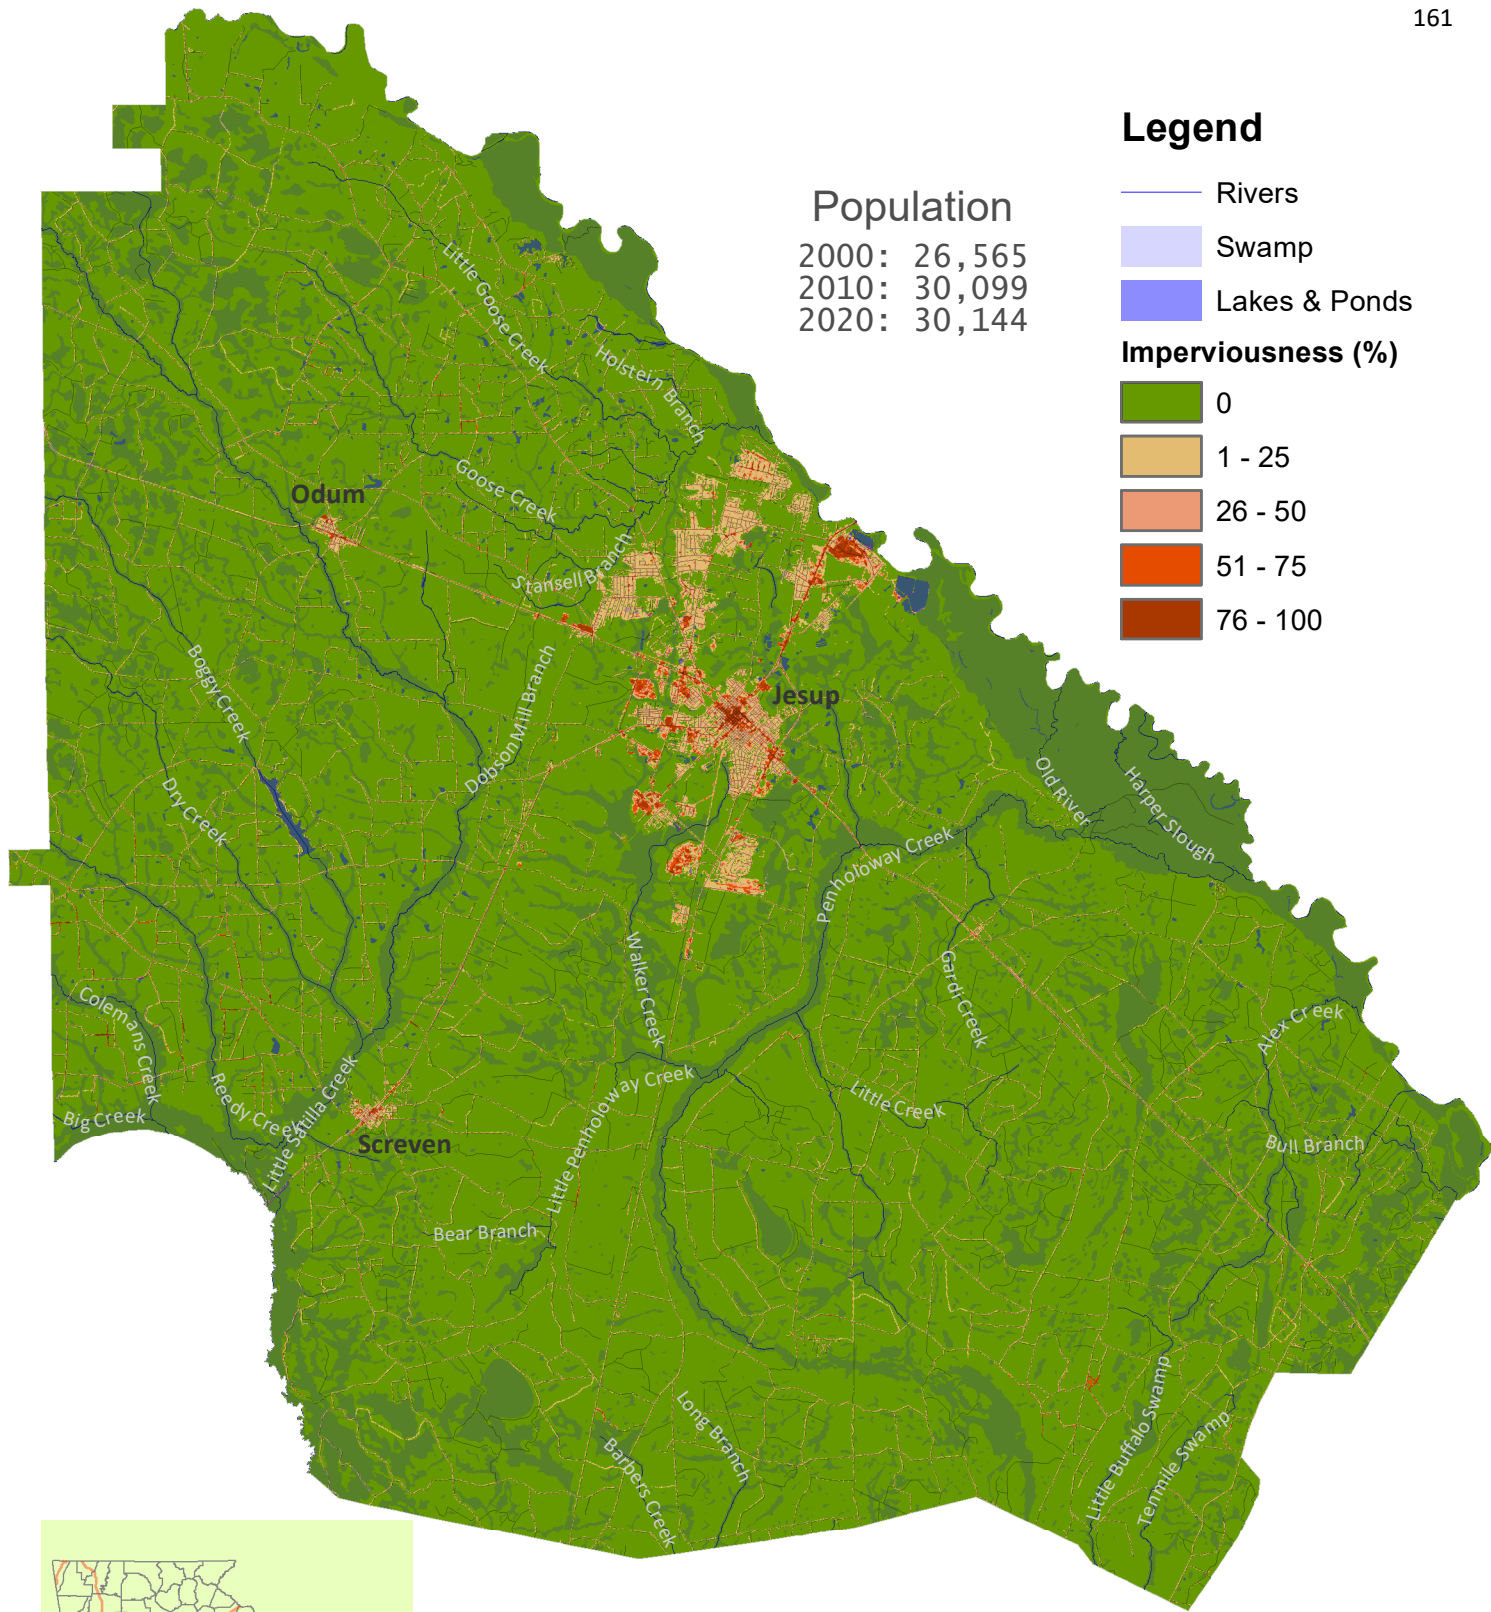 161
Legend
Rivers
Swamp
Lakes & Ponds
Imperviousness (%)
0
1 - 25
26 - 50
51 - 75
76 - 100
Population
2000: 26,565
2010: 30,099
2020: 30,144
Little Goose Creek
Holstein Branch
Goose Creek
Odum
Stansell Branch
Boggy Creek
Dobson Mill Branch
Jesup
Dry Creek
Old River
Harper Slough
Penholoway Creek
Walker Creek
Gardi Creek
Colemans Creek
Alex Creek
Big Creek
Reedy Creek
Little Satilla Creek
Screven
Little Penholoway Creek
Little Creek
Bull Branch
Bear Branch
Long Branch
Barbers Creek
Little Buffalo Swamp
Tenmile Swamp